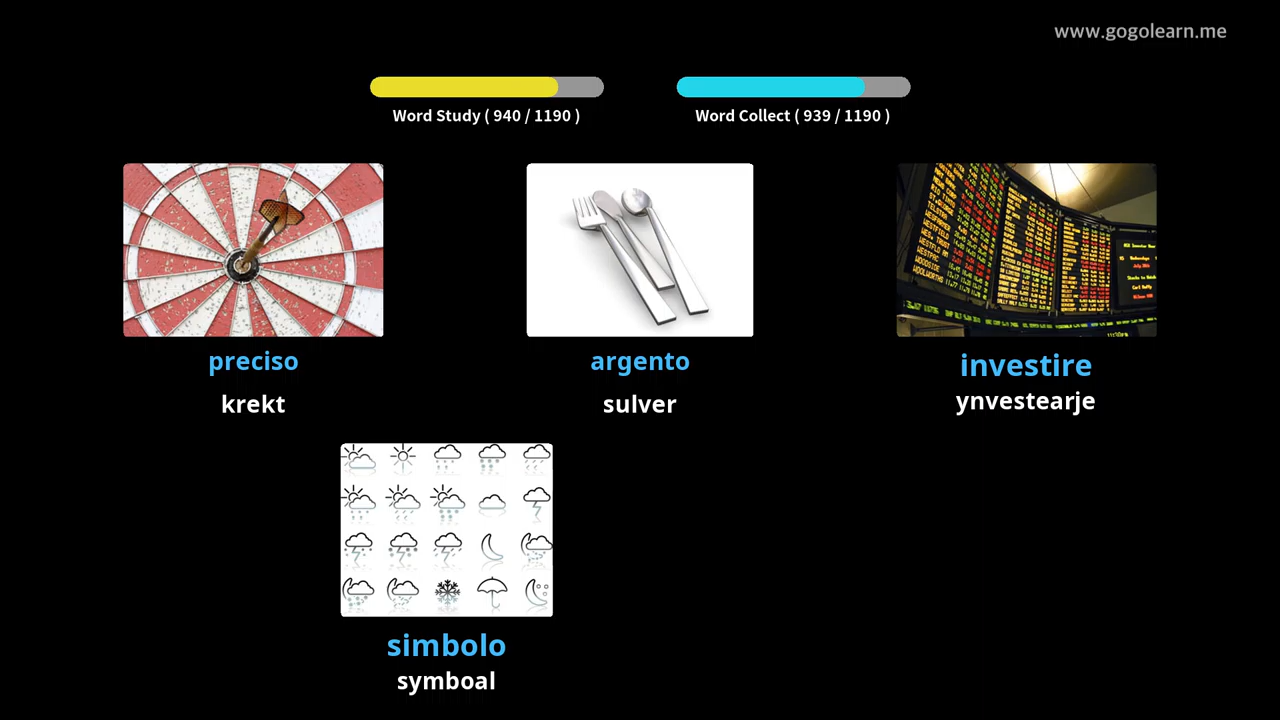 www.gogolearn.me
Word Study ( 940 / 1190 )
Word Collect ( 939 / 1190 )
preciso
argento
investire
krekt
sulver
ynvestearje
simbolo
symboal